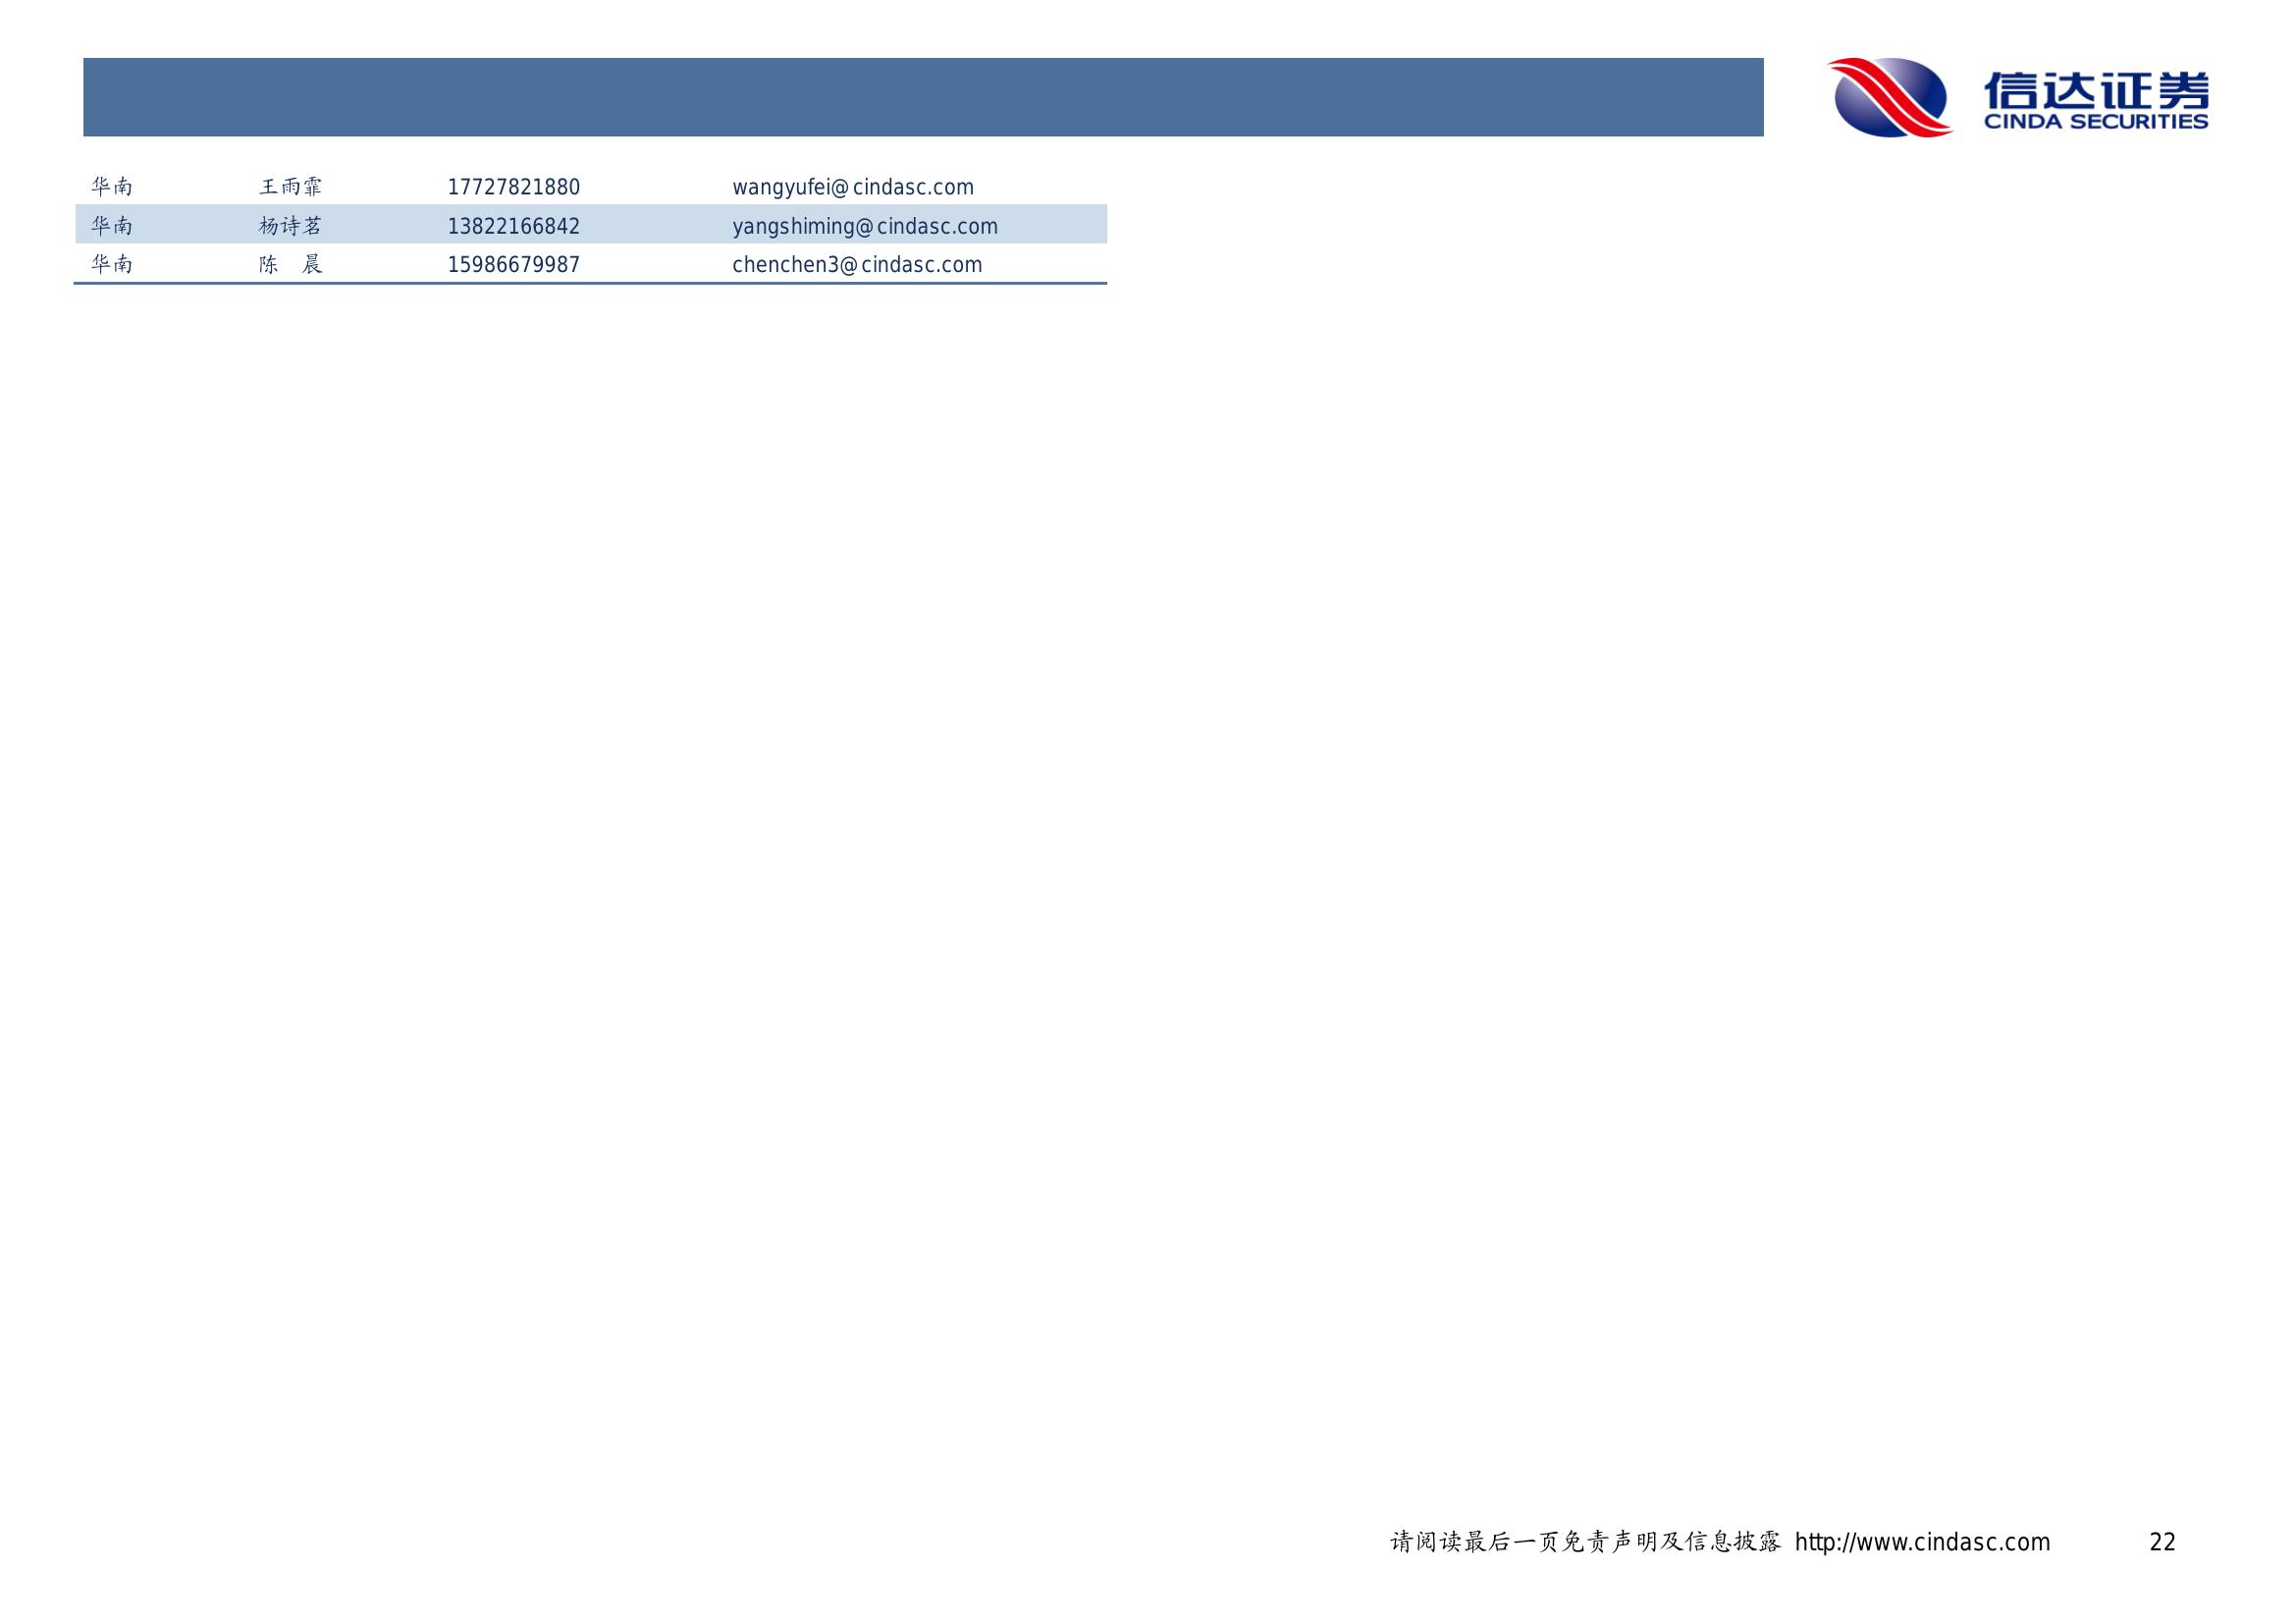 信达证券
CINDA SECURITIES
华南 王雨霏 17727821880 wangyufei@cindasc.com
华南 杨诗茗 13822166842 yangshiming@cindasc.com
华南 陈 晨 15986679987 chenchen3@cindasc.com
请阅读最后一页免责声明及信息披露 http://www.cindasc.com 22